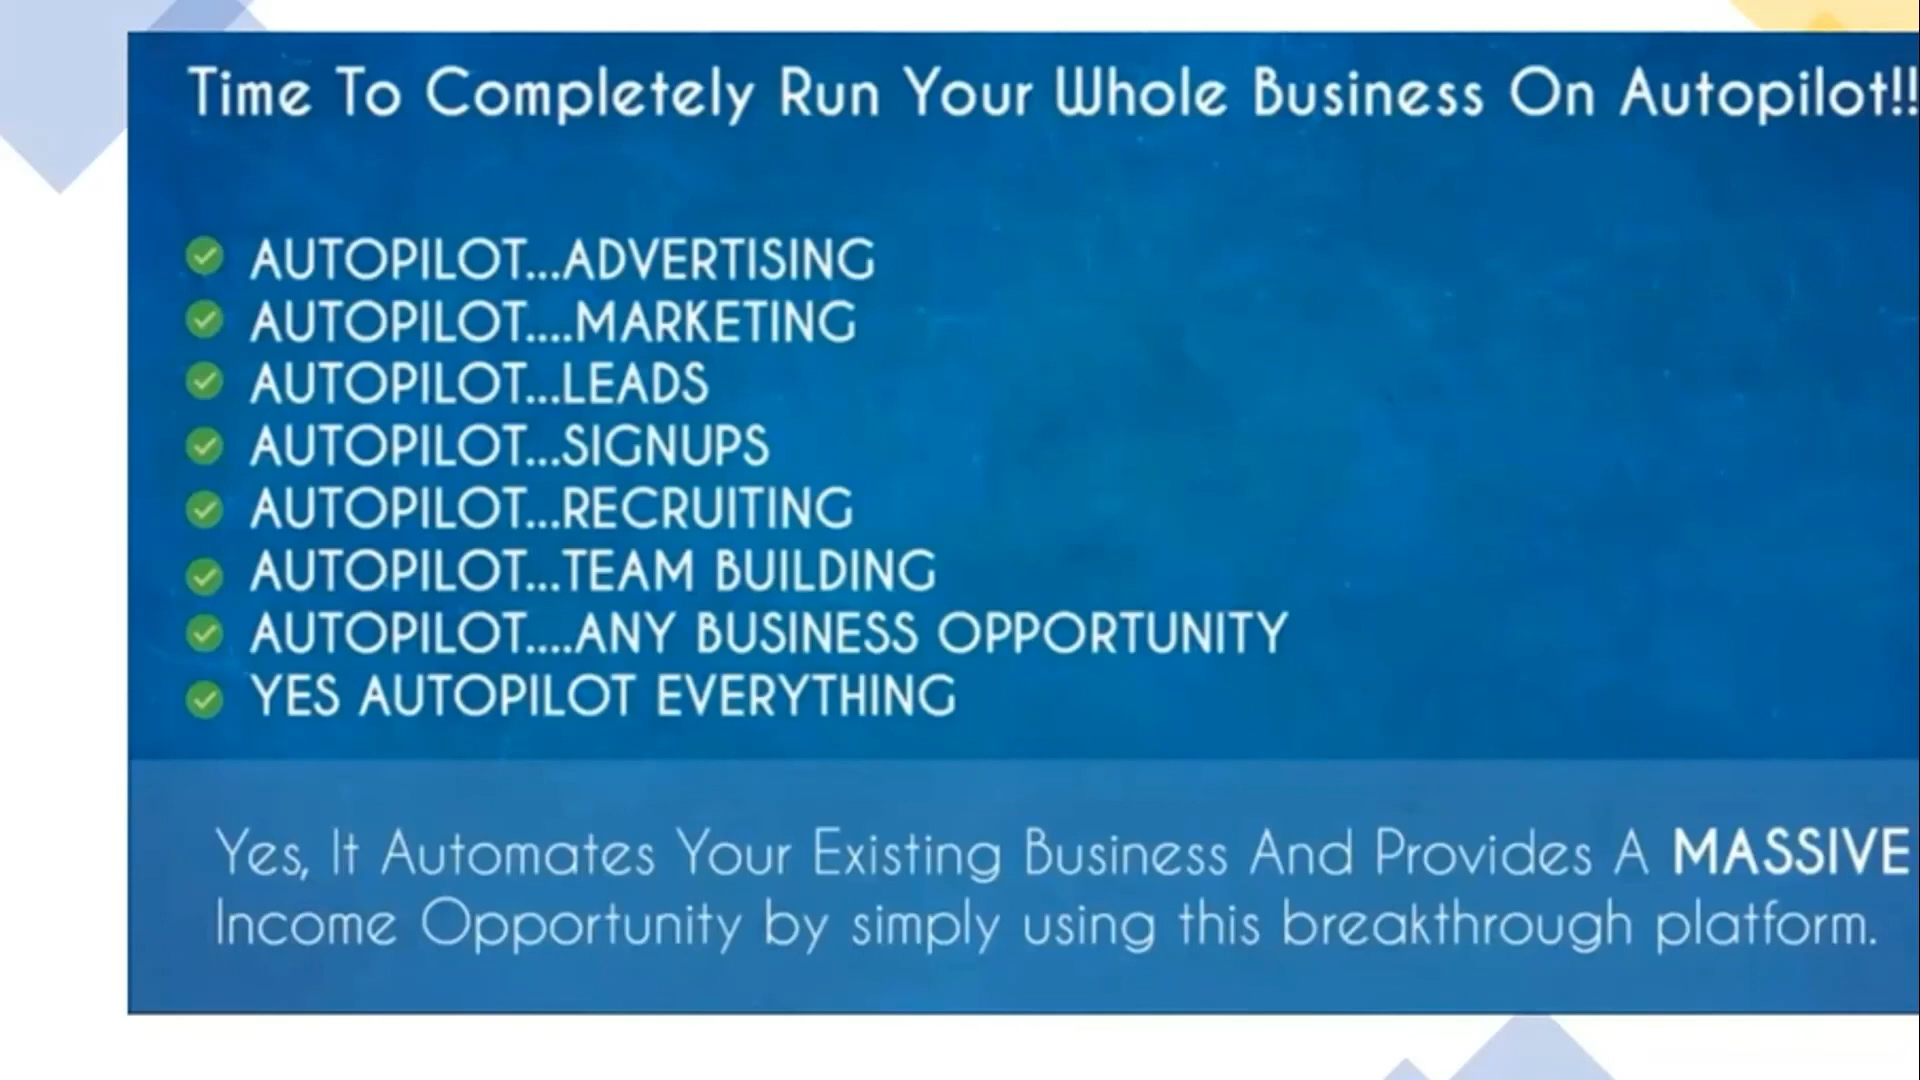 Time To Completely Run Your Whole Business On Autopilot!!
AUTOPILOT...ADVERTISING
AUTOPILOT....MARKETING
AUTOPILOT...LEADS
AUTOPILOT...SIGNUPS
AUTOPILOT...RECRUITING
AUTOPILOT...TEAM BUILDING
AUTOPILOT....ANY BUSINESS OPPORTUNITY
YES AUTOPILOT EVERYTHING
Yes, It Automates Your Existing Business And Provides A MASSIVE
Income Opportunity by simply using this breakthrough platform.